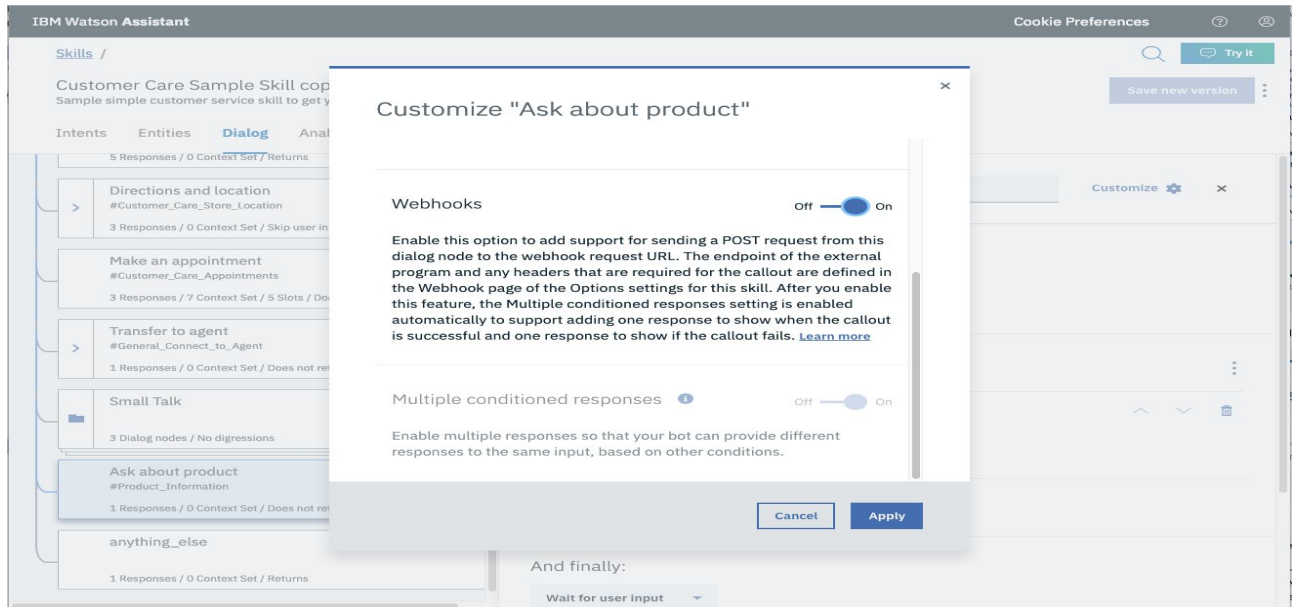 IBM Watson Assistant
Cookie Preferences
Skills /
Try it
Customer Care Sample Skill cop
Sample simple customer service skill to get y
Save new version
Intents Entities Dialog Anal
Customize "Ask about product"
5 Responses / 0 Context Set / Returns
Directions and location
#Customer_Care_Store_Location
3 Responses / 0 Context Set / Skip user in
Make an appointment
#Customer_Care_Appointments
3 Responses / 7 Context Set / 5 Slots / Do
Transfer to agent
#General_Connect_to_Agent
1 Responses / 0 Context Set / Does not ret
Small Talk
3 Dialog nodes / No digressions
Ask about product
#Product_Information
1 Responses / 0 Context Set / Does not ret
anything_else
1 Responses / 0 Context Set / Returns
Webhooks
Off On
Enable this option to add support for sending a POST request from this
dialog node to the webhook request URL. The endpoint of the external
program and any headers that are required for the callout are defined in
the Webhook page of the Options settings for this skill. After you enable
this feature, the Multiple conditioned responses setting is enabled
automatically to support adding one response to show when the callout
is successful and one response to show if the callout fails. Learn more
Multiple conditioned responses
Off On
Enable multiple responses so that your bot can provide different
responses to the same input, based on other conditions.
Cancel Apply
Customize
And finally:
Wait for user input